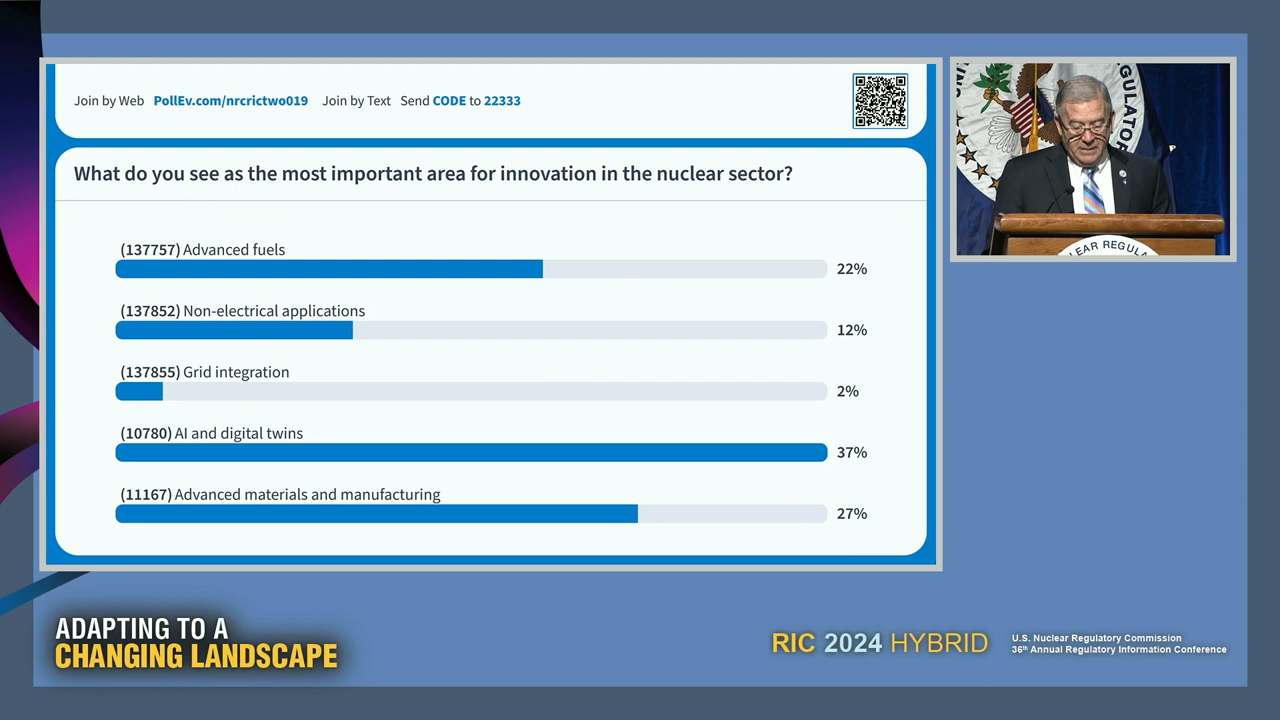 Join by Web PollEv.com/nrcrictwo019 Join by Text Send CODE to 22333
What do you see as the most important area for innovation in the nuclear sector?
(137757) Advanced fuels
22%
(137852) Non-electrical applications
12%
(137855) Grid integration
2%
(10780) AI and digital twins
37%
(11167) Advanced materials and manufacturing
27%
ADAPTING TO A
CHANGING LANDSCAPE
RIC 2024 HYBRID
U.S. Nuclear Regulatory Commission
36th Annual Regulatory Information Conference